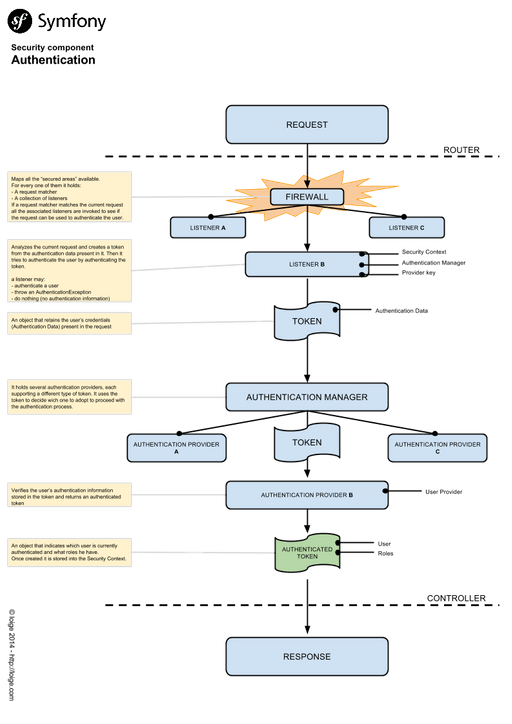 sf Symfony
Security component
Authentication
REQUEST
ROUTER
Maps all the "secured areas" available.
For every one of them it holds:
- A request matcher
- A collection of listeners
If a request matcher matches the current request
all the associated listeners are invoked to see if
the request can be used to authenticate the user.
FIREWALL
LISTENER A
LISTENER C
Analyzes the current request and creates a token
from the authentication data present in it. Then it
tries to authenticate the user by authenticating the
token.
a listener may:
- authenticate a user
- throw an AuthenticationException
- do nothing (no authentication information)
LISTENER B
Security Context
Authentication Manager
Provider key
An object that retains the user's credentials
(Authentication Data) present in the request
TOKEN
Authentication Data
It holds several authentication providers, each
supporting a different type of token. It uses the
token to decide wich one to adopt to proceed with
the authentication process.
AUTHENTICATION MANAGER
AUTHENTICATION PROVIDER
A
TOKEN
AUTHENTICATION PROVIDER
C
Verifies the user's authentication information
stored in the token and returns an authenticated
token
AUTHENTICATION PROVIDER B
User Provider
An object that indicates which user is currently
authenticated and what roles he have.
Once created it is stored into the Security Context.
AUTHENTICATED
TOKEN
User
Roles
CONTROLLER
RESPONSE
© loige 2014 - http://loige.com